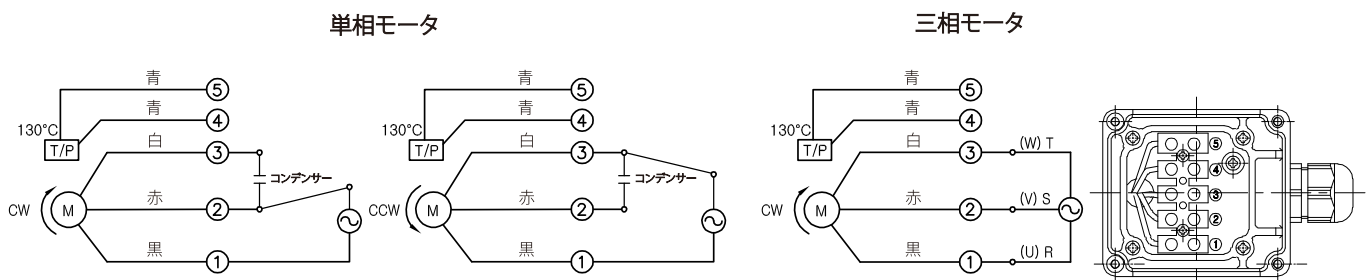 単相モータ
青 ⑤
青 ④
130°C
T/P
白 ③
コンデンサー
CW M 赤 ②
黒 ①
青 ⑤
青 ④
130°C
T/P
白 ③
コンデンサー
CCW M 赤 ②
黒 ①
三相モータ
青 ⑤
青 ④
130°C
T/P
白 ③ (W) T
CW M 赤 ② (V) S
黒 ① (U) R
⑤
④
③
②
①